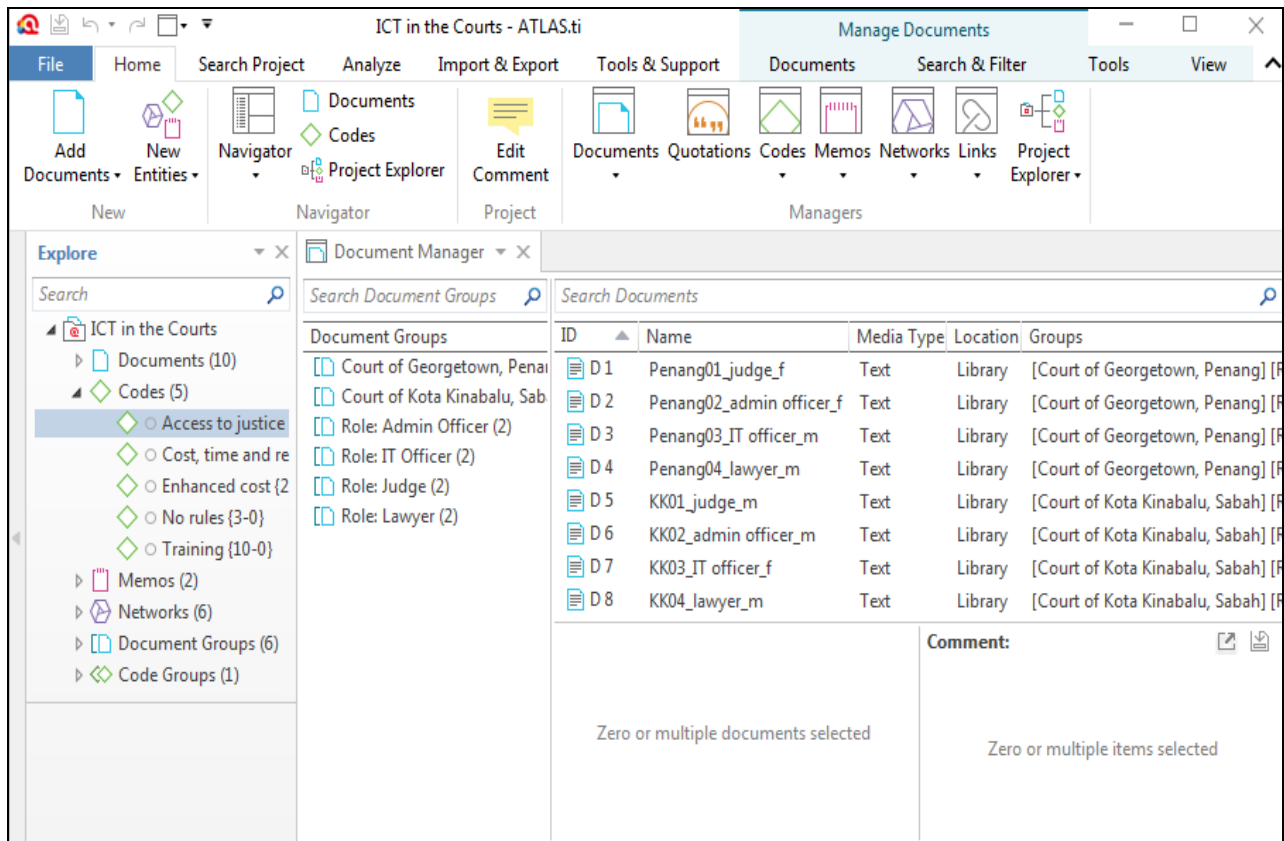 ICT in the Courts - ATLAS.ti
Manage Documents
File Home Search Project Analyze Import & Export Tools & Support Documents Search & Filter Tools View
Add Documents
New Entities
New
Navigator
Documents
Codes
Project Explorer
Navigator
Edit Comment
Project
Documents Quotations Codes Memos Networks Links Project Explorer
Managers
Explore
Search
ICT in the Courts
Documents (10)
Codes (5)
Access to justice
Cost, time and re
Enhanced cost {2
No rules {3-0}
Training {10-0}
Memos (2)
Networks (6)
Document Groups (6)
Code Groups (1)
Document Manager
Search Document Groups
Document Groups
Court of Georgetown, Penan
Court of Kota Kinabalu, Sab
Role: Admin Officer (2)
Role: IT Officer (2)
Role: Judge (2)
Role: Lawyer (2)
Search Documents
ID Name Media Type Location Groups
D 1 Penang01_judge_f Text Library [Court of Georgetown, Penang] [R
D 2 Penang02_admin officer_f Text Library [Court of Georgetown, Penang] [R
D 3 Penang03_IT officer_m Text Library [Court of Georgetown, Penang] [R
D 4 Penang04_lawyer_m Text Library [Court of Georgetown, Penang] [R
D 5 KK01_judge_m Text Library [Court of Kota Kinabalu, Sabah] [R
D 6 KK02_admin officer_m Text Library [Court of Kota Kinabalu, Sabah] [R
D 7 KK03_IT officer_f Text Library [Court of Kota Kinabalu, Sabah] [R
D 8 KK04_lawyer_m Text Library [Court of Kota Kinabalu, Sabah] [R
Zero or multiple documents selected
Comment:
Zero or multiple items selected